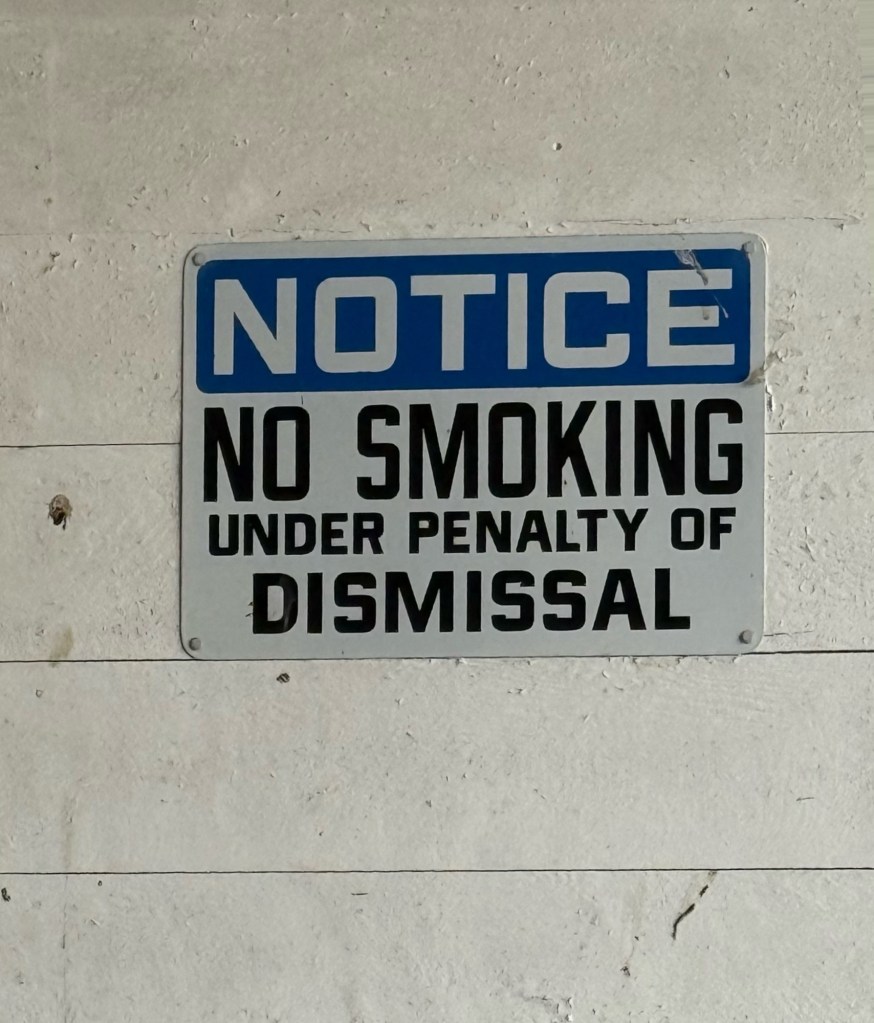 NOTICE
NO SMOKING
UNDER PENALTY OF
DISMISSAL